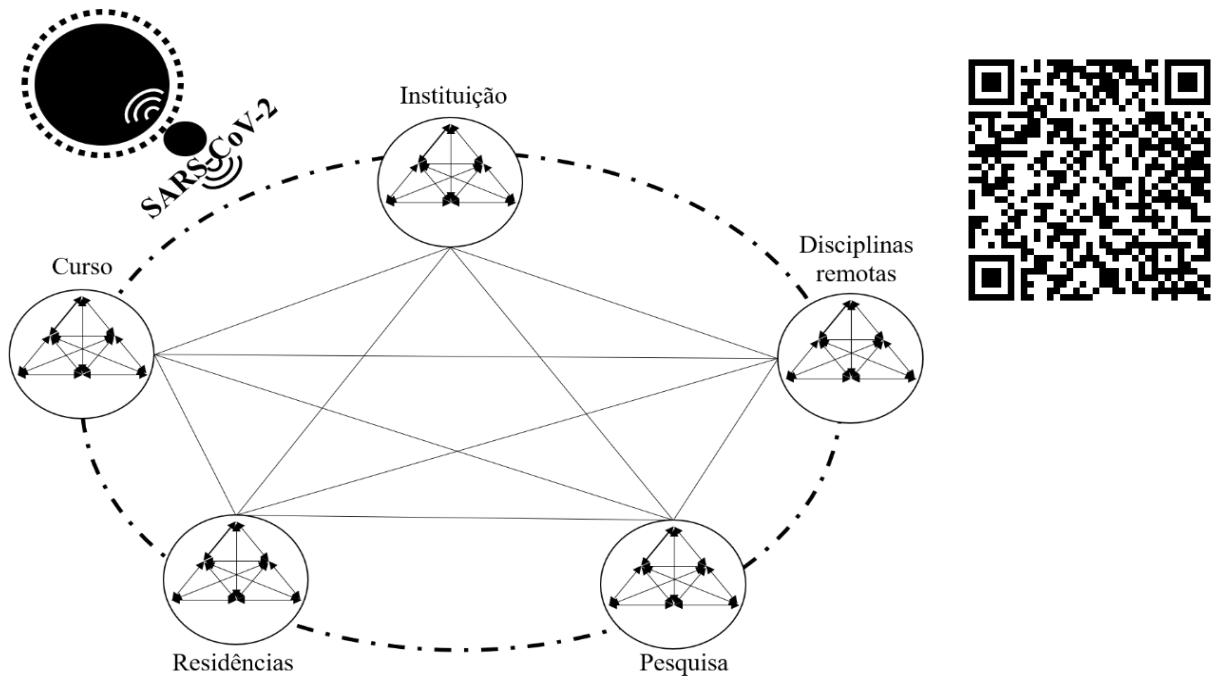 SARS-CoV-2
Instituição
Disciplinas
remotas
Curso
Residências
Pesquisa